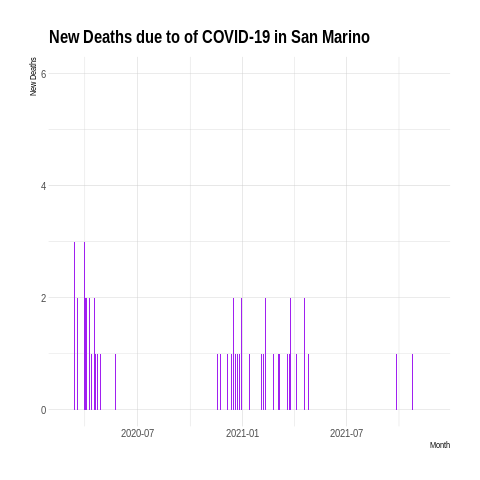 New Deaths due to of COVID-19 in San Marino
New Deaths
6
4
2
0
2020-07
2021-01
2021-07
Month